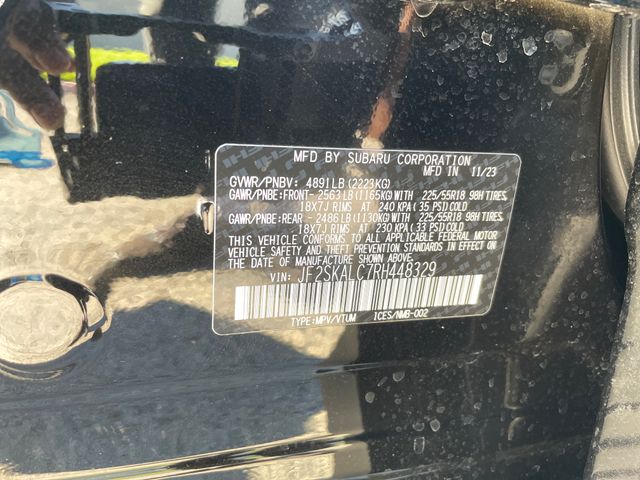 MFD BY SUBARU CORPORATION
MFD IN 11/23
GVWR/PNBV: 4891LB(2223KG)
GAWR/PNBE:FRONT- 2563LB(1165KG)WITH 225/55R18 98H TIRES,
18X7J RIMS AT 240 KPA(35 PSI)COLD
GAWR/PNBE:REAR - 2486LB(1130KG)WITH 225/55R18 98H TIRES,
18X7J RIMS AT 230 KPA(33 PSI)COLD
THIS VEHICLE CONFORMS TO ALL APPLICABLE FEDERAL MOTOR
VEHICLE SAFETY AND THEFT PREVENTION STANDARDS IN EFFECT ON
THE DATE OF MANUFACTURE SHOWN ABOVE.
VIN: JF2SKALC7RH448329
TYPE:MPV/VTUM ICES/NMB-002